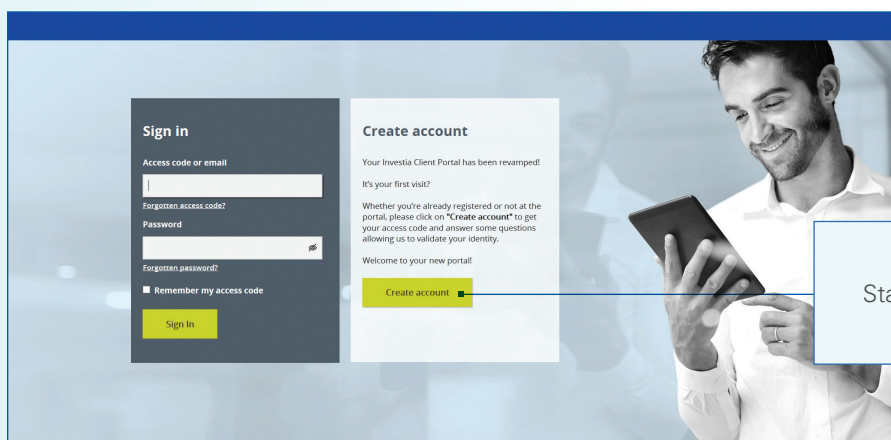 Sign in
Access code or email
Forgotten access code?
Password
Forgotten password?
Remember my access code
Sign In
Create account
Your Investia Client Portal has been revamped!
It's your first visit?
Whether you're already registered or not at the
portal, please click on "Create account" to get
your access code and answer some questions
allowing us to validate your identity.
Welcome to your new portal!
Create account